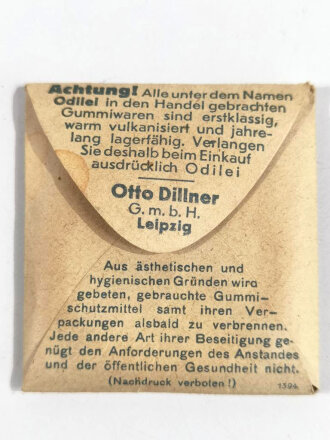 Achtung! Alle unter dem Namen
Odilei in den Handel gebrachten
Gummiwaren sind erstklassig,
warm vulkanisiert und jahre-
lang lagerfähig. Verlangen
Sie deshalb beim Einkauf
ausdrücklich Odilei
Otto Dillner
G. m. b. H.
Leipzig
Aus ästhetischen und
hygienischen Gründen wird
gebeten, gebrauchte Gummi-
schutzmittel samt ihren Ver-
packungen alsbald zu verbrennen.
Jede andere Art ihrer Beseitigung ge-
nügt den Anforderungen des Anstandes
und der öffentlichen Gesundheit nicht.
(Nachdruck verboten!) 1394